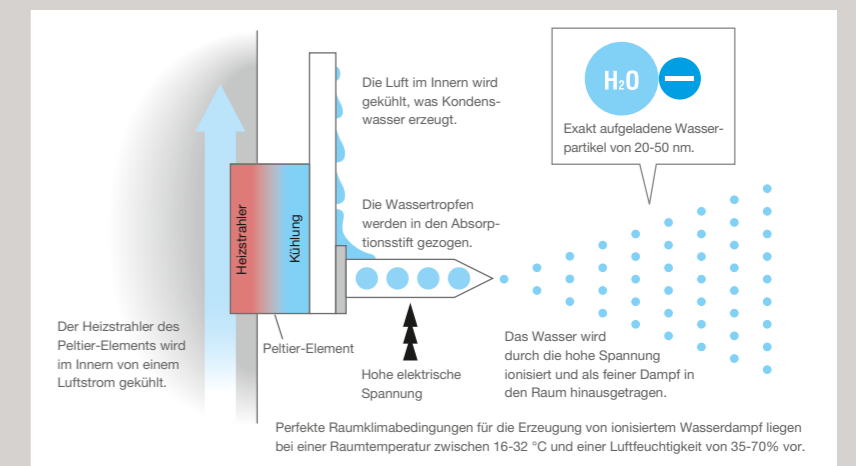 Die Luft im Innern wird
gekühlt, was Kondens-
wasser erzeugt.
H₂O
Exakt aufgeladene Wasser-
partikel von 20-50 nm.
Die Wassertropfen
werden in den Absorp-
tionsstift gezogen.
Heizstrahler
Kühlung
Der Heizstrahler des
Peltier-Elements wird
im Innern von einem
Luftstrom gekühlt.
Peltier-Element
Hohe elektrische
Spannung
Das Wasser wird
durch die hohe Spannung
ionisiert und als feiner Dampf in
den Raum hinausgetragen.
Perfekte Raumklimabedingungen für die Erzeugung von ionisiertem Wasserdampf liegen
bei einer Raumtemperatur zwischen 16-32 °C und einer Luftfeuchtigkeit von 35-70% vor.